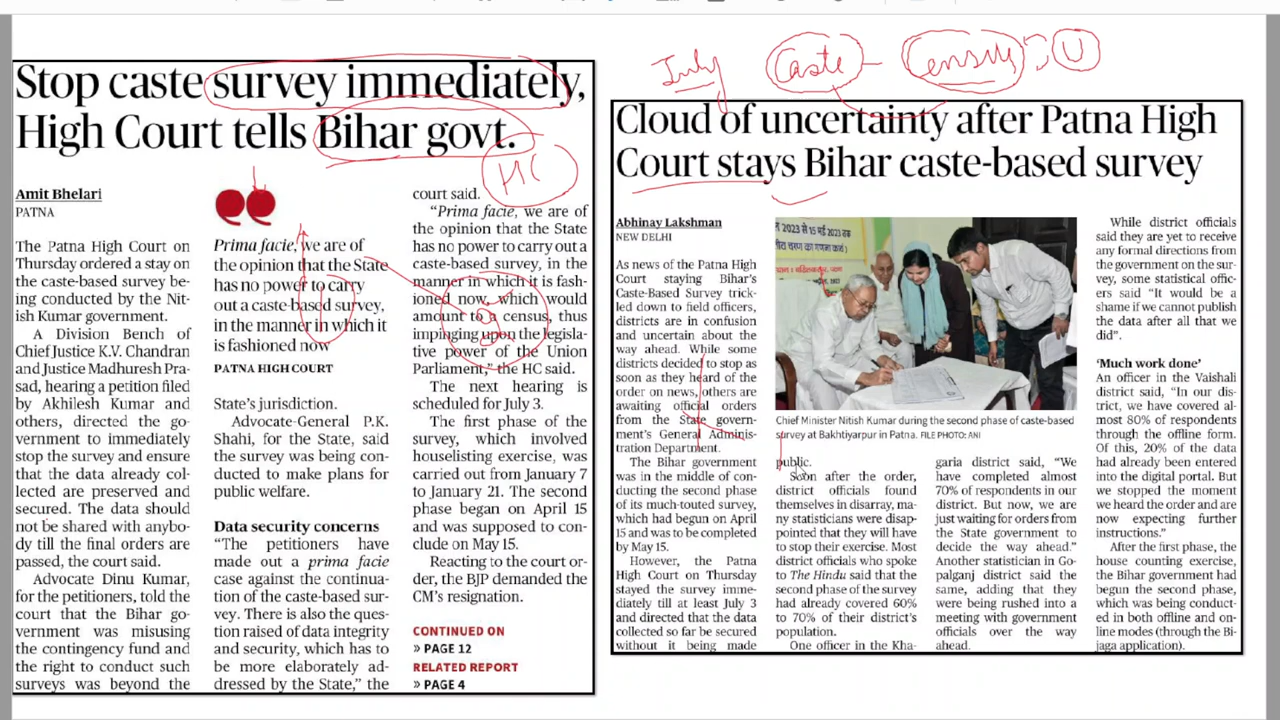 July Caste - Census : U
Stop caste survey immediately,
High Court tells Bihar govt.
HC
Amit Bhelari
PATNA
The Patna High Court on
Thursday ordered a stay on
the caste-based survey be-
ing conducted by the Nit-
ish Kumar government.
A Division Bench of
Chief Justice K.V. Chandran
and Justice Madhuresh Pra-
sad, hearing a petition filed
by Akhilesh Kumar and
others, directed the go-
vernment to immediately
stop the survey and ensure
that the data already col-
lected are preserved and
secured. The data should
not be shared with anybo-
dy till the final orders are
passed, the court said.
Advocate Dinu Kumar,
for the petitioners, told the
court that the Bihar go-
vernment was misusing
the contingency fund and
the right to conduct such
surveys was beyond the
Prima facie, we are of
the opinion that the State
has no power to carry
out a caste-based survey,
in the manner in which it
is fashioned now
PATNA HIGH COURT
State's jurisdiction.
Advocate-General P.K.
Shahi, for the State, said
the survey was being con-
ducted to make plans for
public welfare.
Data security concerns
"The petitioners have
made out a prima facie
case against the continua-
tion of the caste-based sur-
vey. There is also the ques-
tion raised of data integrity
and security, which has to
be more elaborately ad-
dressed by the State," the
court said.
"Prima facie, we are of
the opinion that the State
has no power to carry out a
caste-based survey, in the
manner in which it is fash-
ioned now, which would
amount to a census, thus
impinging upon the legisla-
tive power of the Union
Parliament," the HC said.
The next hearing is
scheduled for July 3.
The first phase of the
survey, which involved
houselisting exercise, was
carried out from January 7
to January 21. The second
phase began on April 15
and was supposed to con-
clude on May 15.
Reacting to the court or-
der, the BJP demanded the
CM's resignation.
CONTINUED ON
» PAGE 12
RELATED REPORT
» PAGE 4
Cloud of uncertainty after Patna High
Court stays Bihar caste-based survey
Abhinay Lakshman
NEW DELHI
As news of the Patna High
Court staying Bihar's
Caste-Based Survey trick-
led down to field officers,
districts are in confusion
and uncertain about the
way ahead. While some
districts decided to stop as
soon as they heard of the
order on news, others are
awaiting official orders
from the State govern-
ment's General Adminis-
tration Department.
The Bihar government
was in the middle of con-
ducting the second phase
of its much-touted survey,
which had begun on April
15 and was to be completed
by May 15.
However, the Patna
High Court on Thursday
stayed the survey imme-
diately till at least July 3
and directed that the data
collected so far be secured
without it being made
2023 से 15 मई 2023 तक
Chief Minister Nitish Kumar during the second phase of caste-based
survey at Bakhtiyarpur in Patna. FILE PHOTO: ANI
public.
Soon after the order,
district officials found
themselves in disarray, ma-
ny statisticians were disap-
pointed that they will have
to stop their exercise. Most
district officials who spoke
to The Hindu said that the
second phase of the survey
had already covered 60%
to 70% of their district's
population.
One officer in the Kha-
garia district said, "We
have completed almost
70% of respondents in our
district. But now, we are
just waiting for orders from
the State government to
decide the way ahead."
Another statistician in Go-
palganj district said the
same, adding that they
were being rushed into a
meeting with government
officials over the way
ahead.
While district officials
said they are yet to receive
any formal directions from
the government on the sur-
vey, some statistical offic-
ers said "It would be a
shame if we cannot publish
the data after all that we
did".
'Much work done'
An officer in the Vaishali
district said, "In our dis-
trict, we have covered al-
most 80% of respondents
through the offline form.
Of this, 20% of the data
had already been entered
into the digital portal. But
we stopped the moment
we heard the order and are
now expecting further
instructions."
After the first phase, the
house counting exercise,
the Bihar government had
begun the second phase,
which was being conduct-
ed in both offline and on-
line modes (through the Bi-
jaga application).